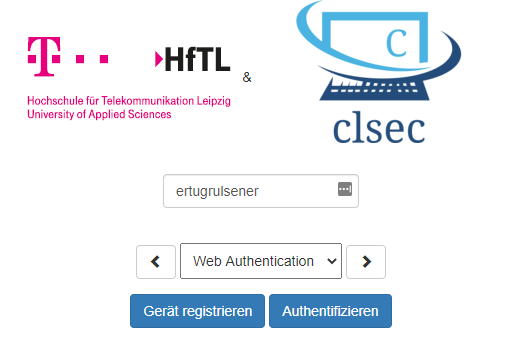 T
HfTL
&
C
Hochschule für Telekommunikation Leipzig
University of Applied Sciences
clsec
ertugrulsener
Web Authentication
Gerät registrieren
Authentifizieren